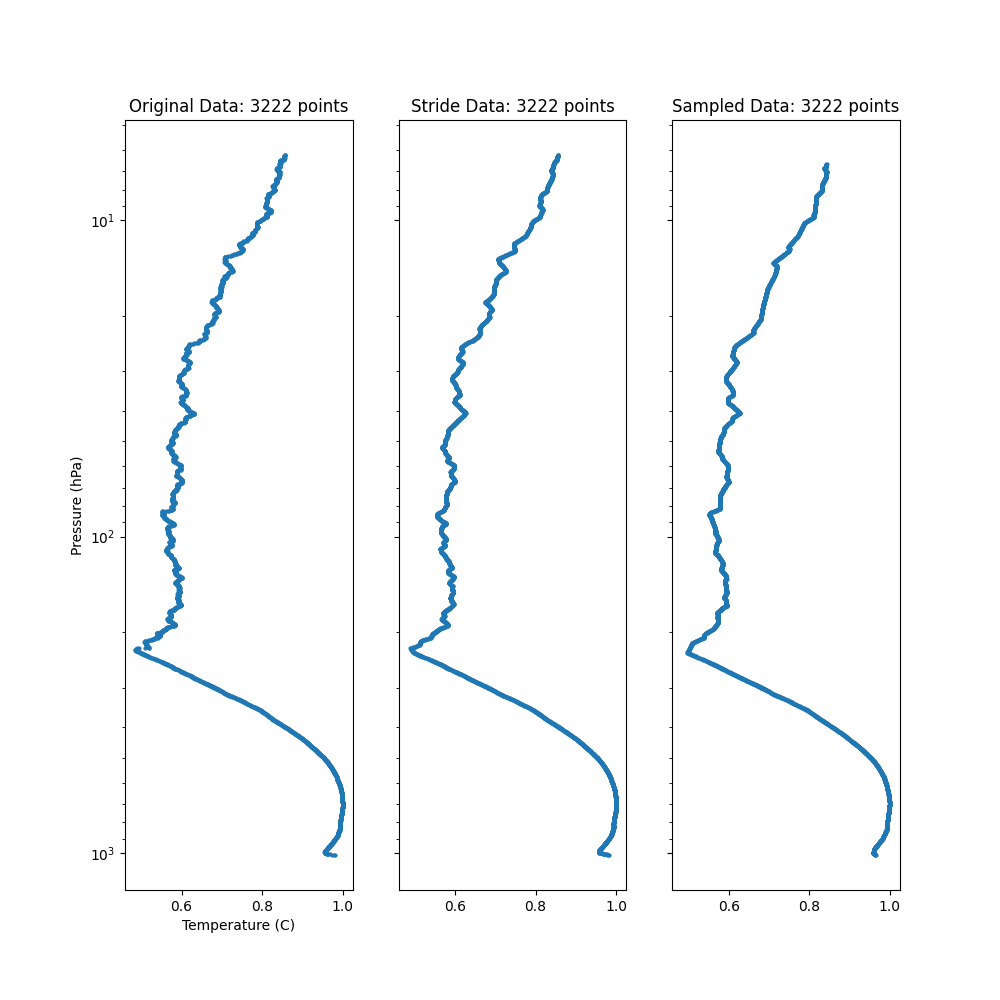 Original Data: 3222 points
Stride Data: 3222 points
Sampled Data: 3222 points
Pressure (hPa)
10¹
10²
10³
0.6 0.8 1.0
0.6 0.8 1.0
0.6 0.8 1.0
Temperature (C)